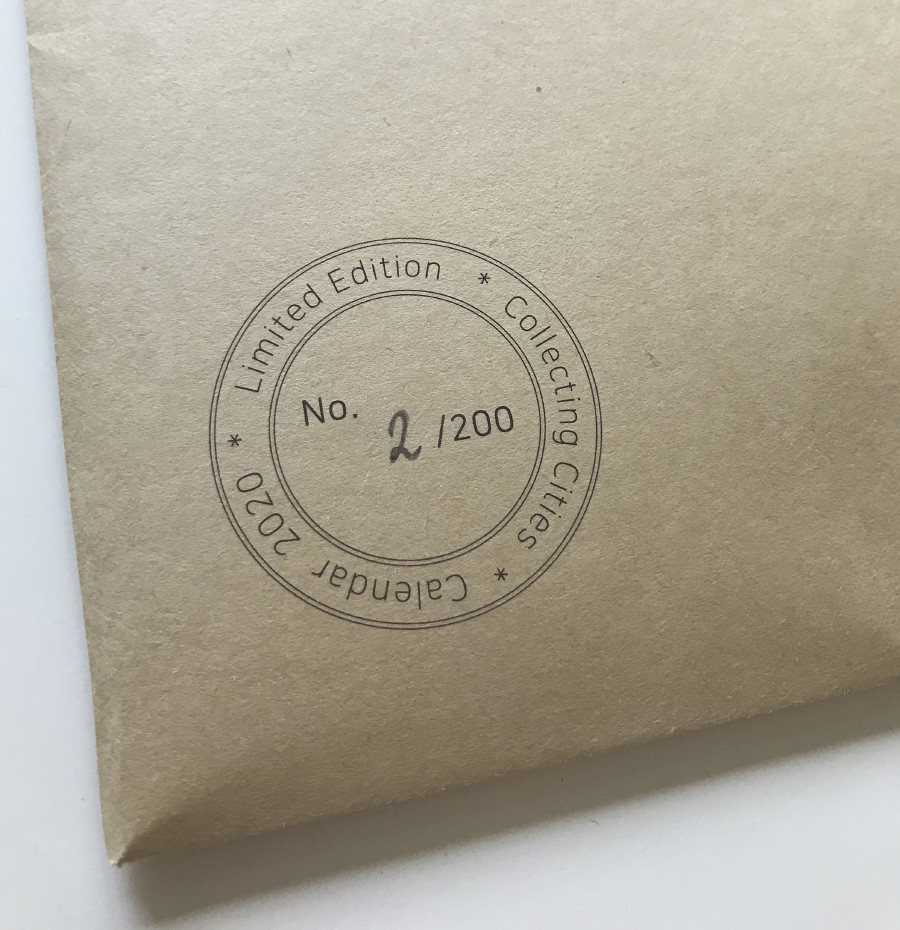 Limited Edition * Collecting Cities * Calendar 2020 *
No. 2 /200